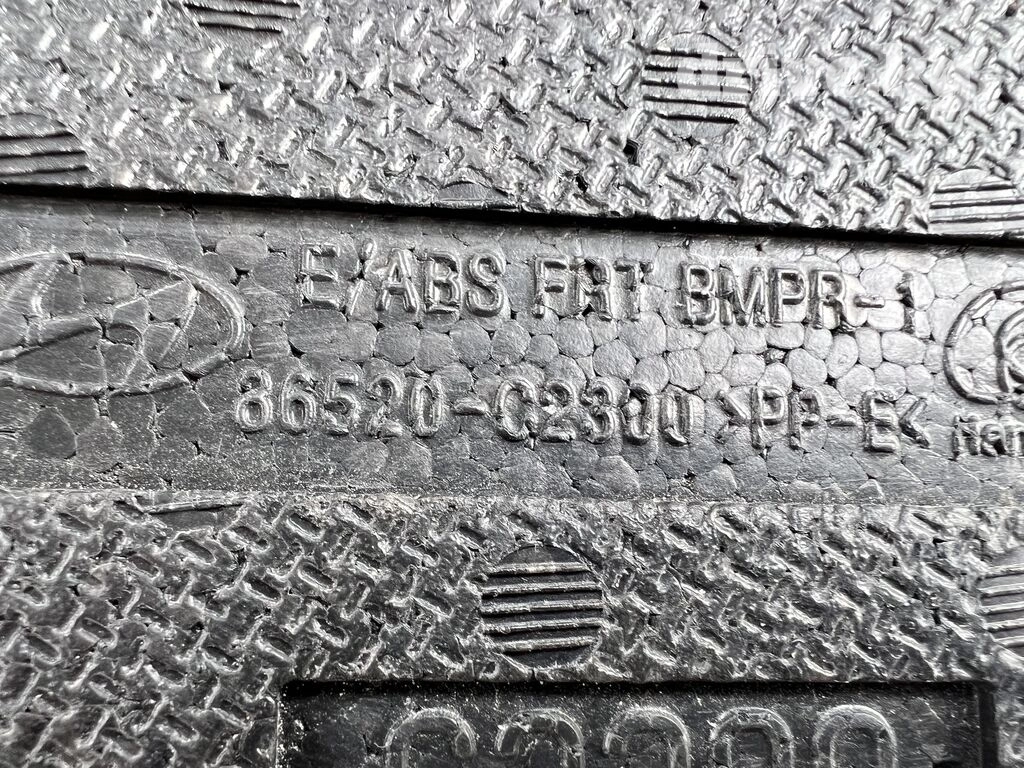 E/ABS FRT BMPR-1
86520-C2300 >PP-E<